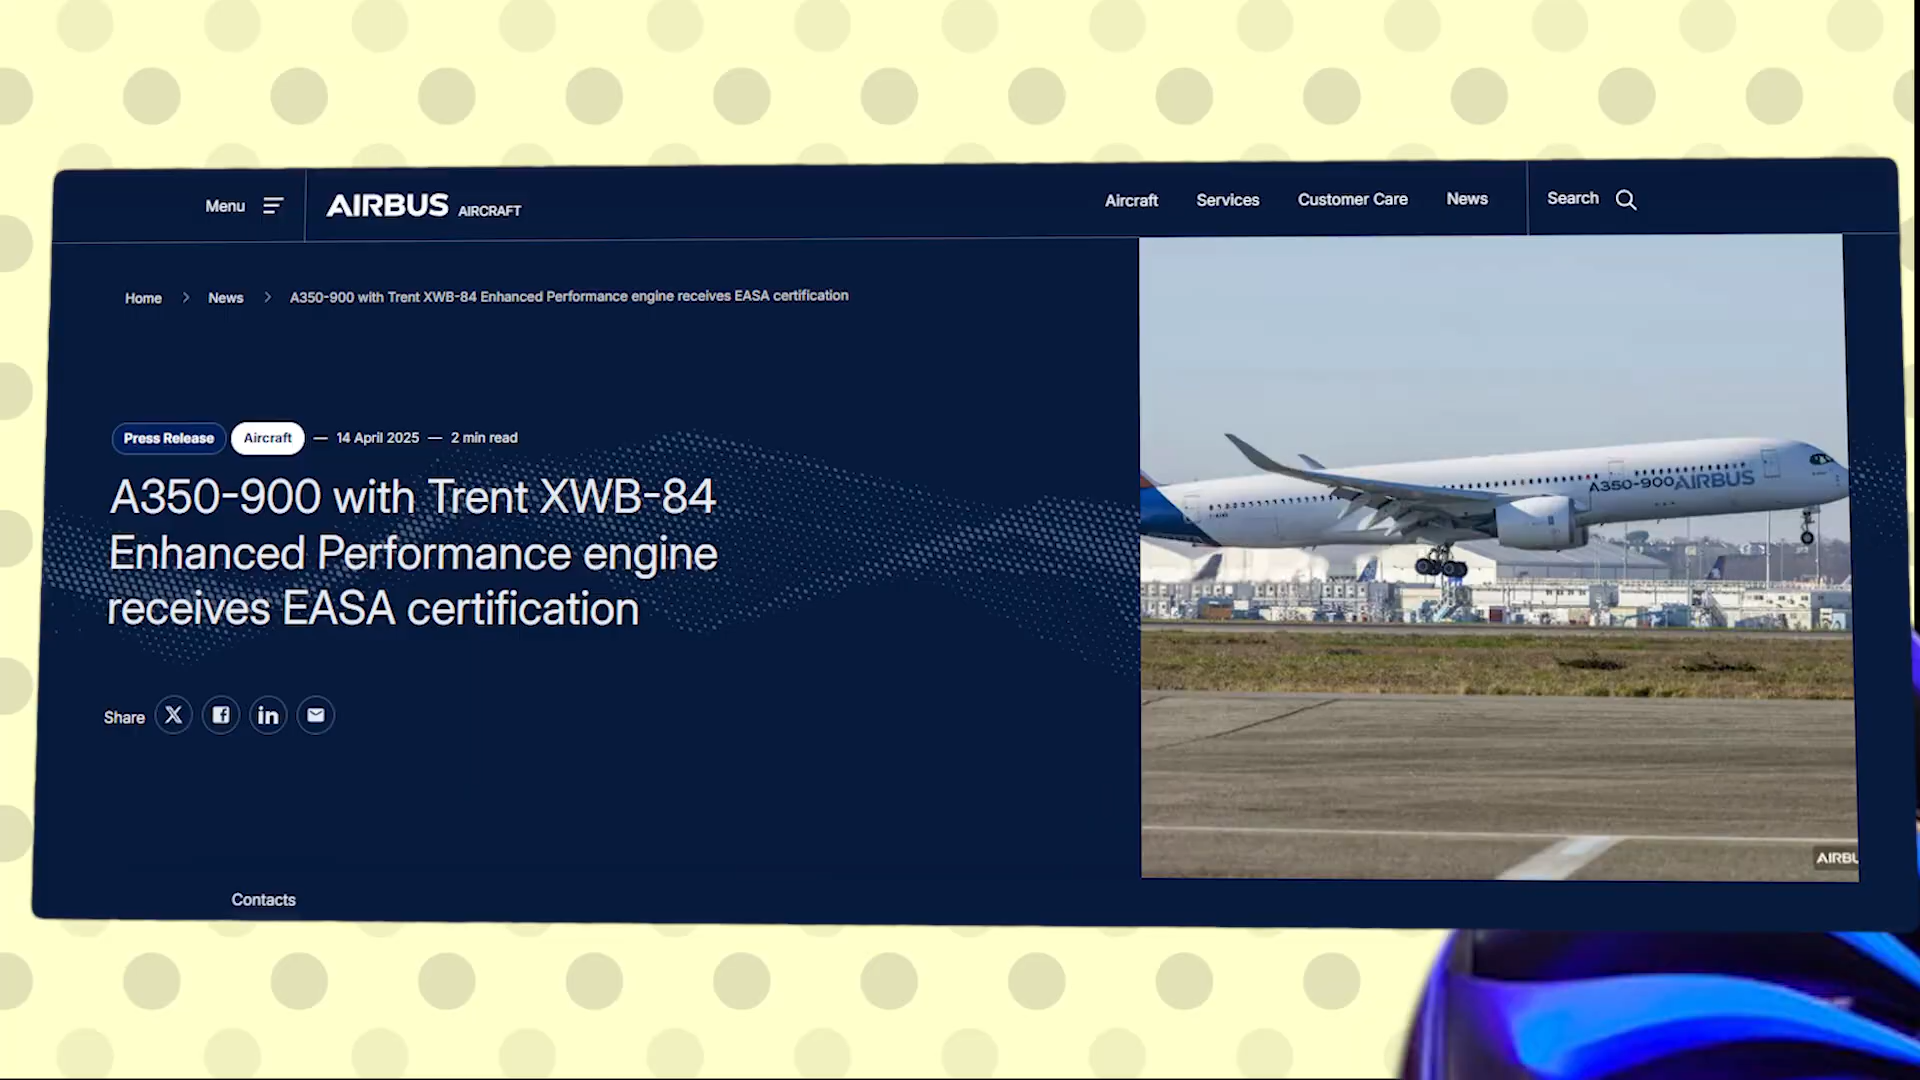 Menu
AIRBUS AIRCRAFT
Aircraft
Services
Customer Care
News
Search
Home > News > A350-900 with Trent XWB-84 Enhanced Performance engine receives EASA certification
Press Release Aircraft — 14 April 2025 — 2 min read
A350-900 with Trent XWB-84
Enhanced Performance engine
receives EASA certification
A350-900 AIRBUS
Share
AIRBU
Contacts